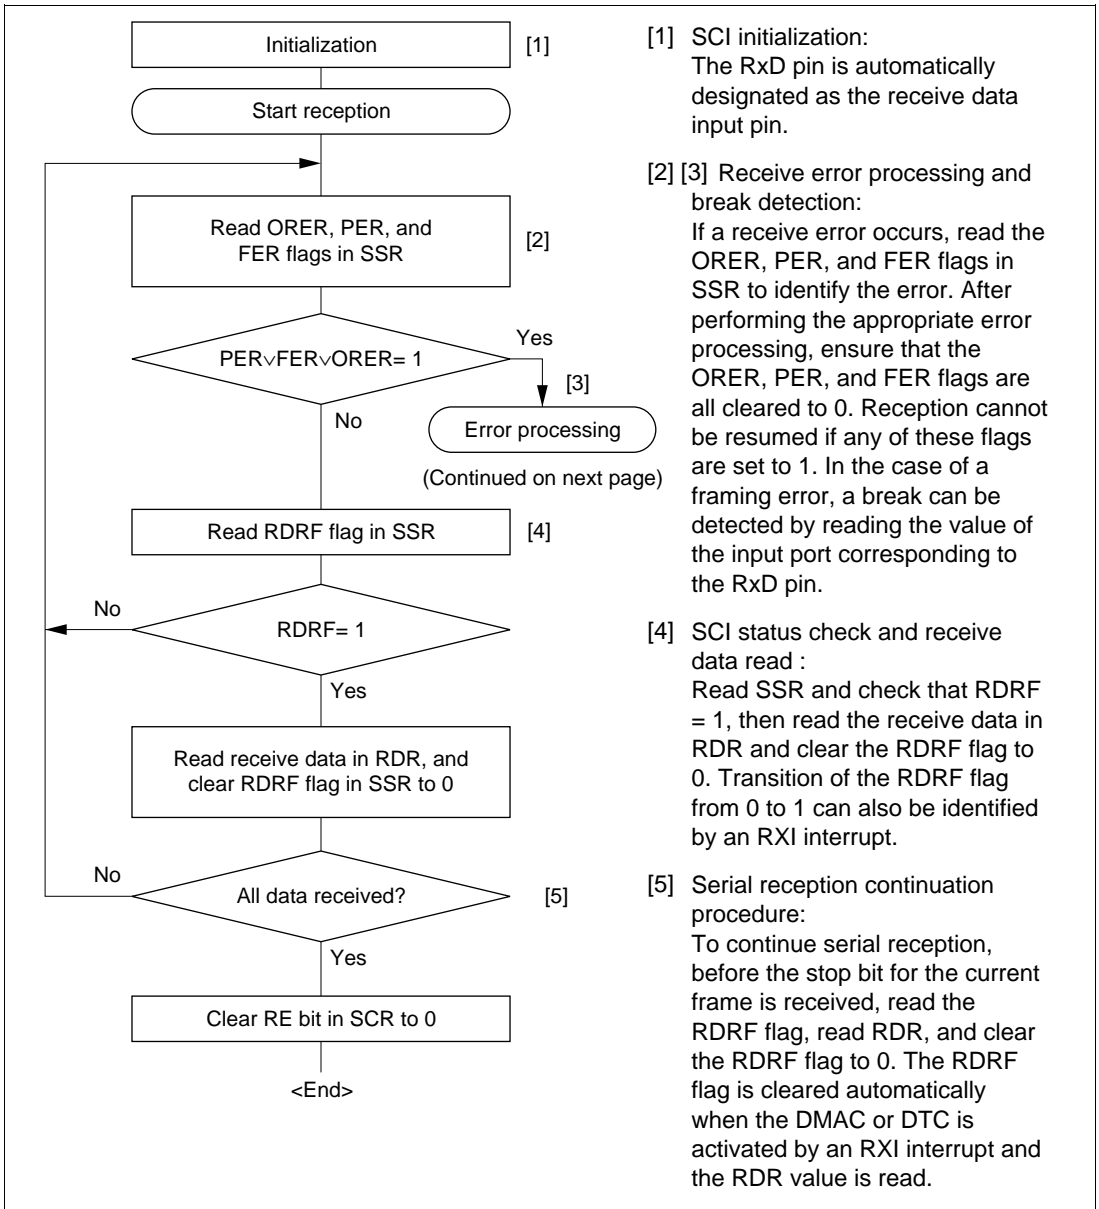 Initialization
[1]
Start reception
Read ORER, PER, and
FER flags in SSR
[2]
PER∨FER∨ORER= 1
Yes
[3]
No
Error processing
(Continued on next page)
Read RDRF flag in SSR
[4]
No
RDRF= 1
Yes
Read receive data in RDR, and
clear RDRF flag in SSR to 0
No
All data received?
[5]
Yes
Clear RE bit in SCR to 0
<End>
[1] SCI initialization:
The RxD pin is automatically
designated as the receive data
input pin.
[2] [3] Receive error processing and
break detection:
If a receive error occurs, read the
ORER, PER, and FER flags in
SSR to identify the error. After
performing the appropriate error
processing, ensure that the
ORER, PER, and FER flags are
all cleared to 0. Reception cannot
be resumed if any of these flags
are set to 1. In the case of a
framing error, a break can be
detected by reading the value of
the input port corresponding to
the RxD pin.
[4] SCI status check and receive
data read :
Read SSR and check that RDRF
= 1, then read the receive data in
RDR and clear the RDRF flag to
0. Transition of the RDRF flag
from 0 to 1 can also be identified
by an RXI interrupt.
[5] Serial reception continuation
procedure:
To continue serial reception,
before the stop bit for the current
frame is received, read the
RDRF flag, read RDR, and clear
the RDRF flag to 0. The RDRF
flag is cleared automatically
when the DMAC or DTC is
activated by an RXI interrupt and
the RDR value is read.